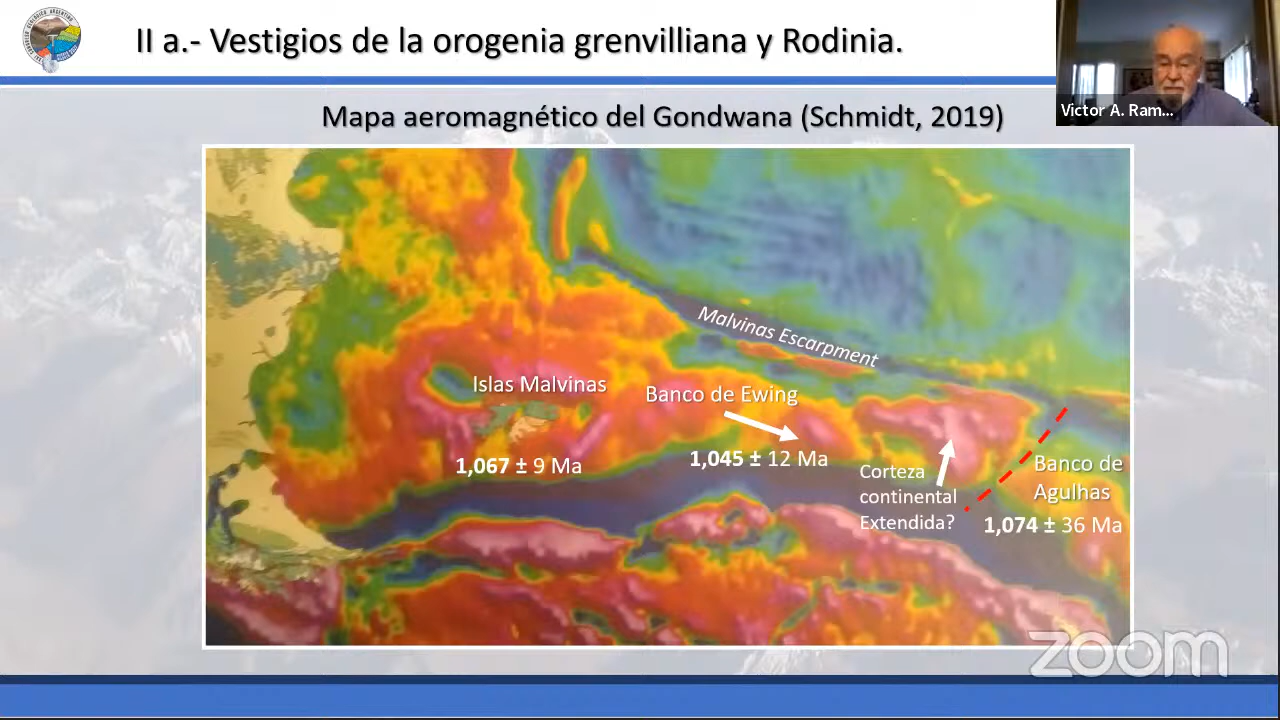 II a.- Vestigios de la orogenia grenvilliana y Rodinia.
Victor A. Ram...
Mapa aeromagnético del Gondwana (Schmidt, 2019)
Malvinas Escarpment
Islas Malvinas
Banco de Ewing
1,067 ± 9 Ma
1,045 ± 12 Ma
Corteza
continental
Extendida?
Banco de
Agulhas
1,074 ± 36 Ma
zoom